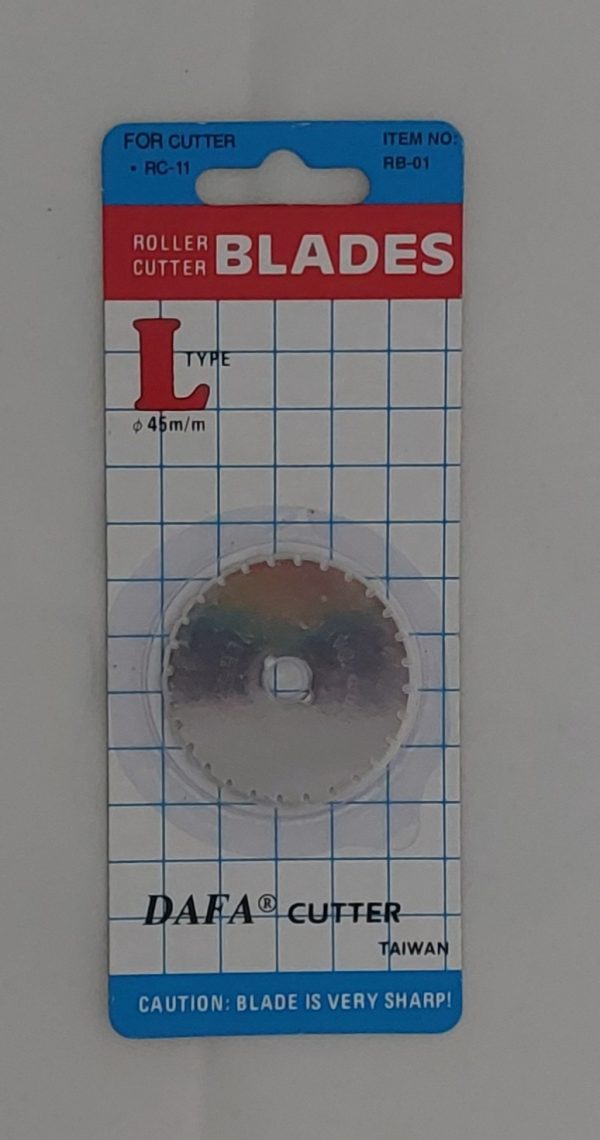 FOR CUTTER
• RC-11
ITEM NO:
RB-01
ROLLER
CUTTER
BLADES
L TYPE
ϕ 45m/m
DAFA® CUTTER
TAIWAN
CAUTION: BLADE IS VERY SHARP!